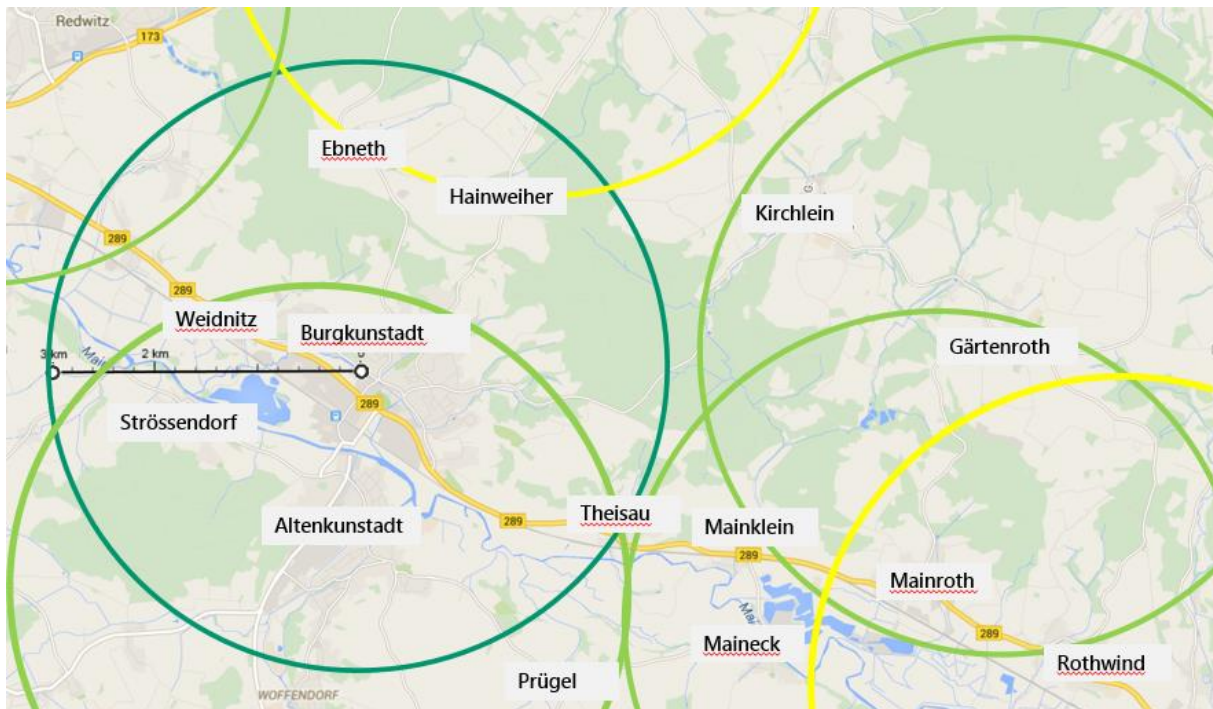 Redwitz
173
Ebneth
Hainweiher
Kirchlein
289
289
Weidnitz
Burgkunstadt
Gärtenroth
3 km
2 km
289
Strössendorf
Altenkunstadt
289
Theisau
Mainklein
289
Mainroth
289
Maineck
Rothwind
Prügel
WOFFENDORF